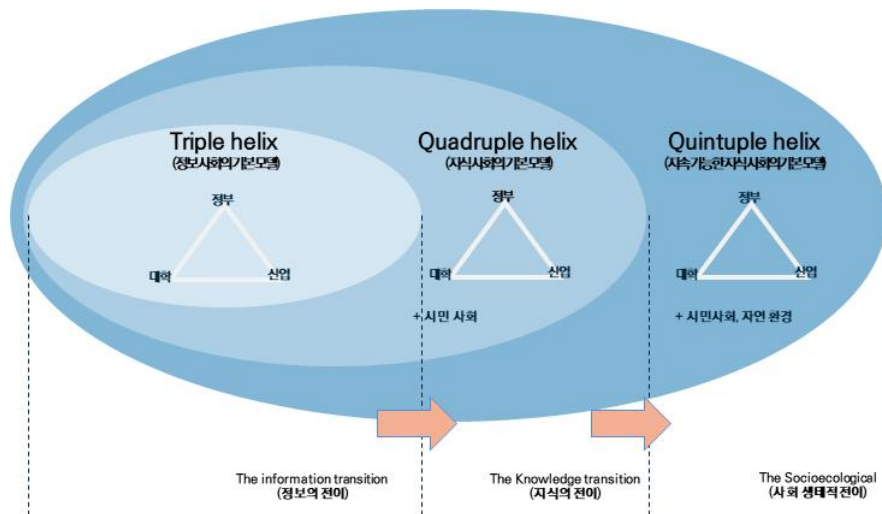 Triple helix
(정보사회의기본모델)
정부
대학
산업
Quadruple helix
(지식사회의기본모델)
정부
대학
산업
+ 시민 사회
Quintuple helix
(지속가능한지식사회의기본모델)
정부
대학
산업
+ 시민사회, 자연 환경
The information transition
(정보의 전이)
The Knowledge transition
(지식의 전이)
The Socioecological
(사회 생태적 전이)